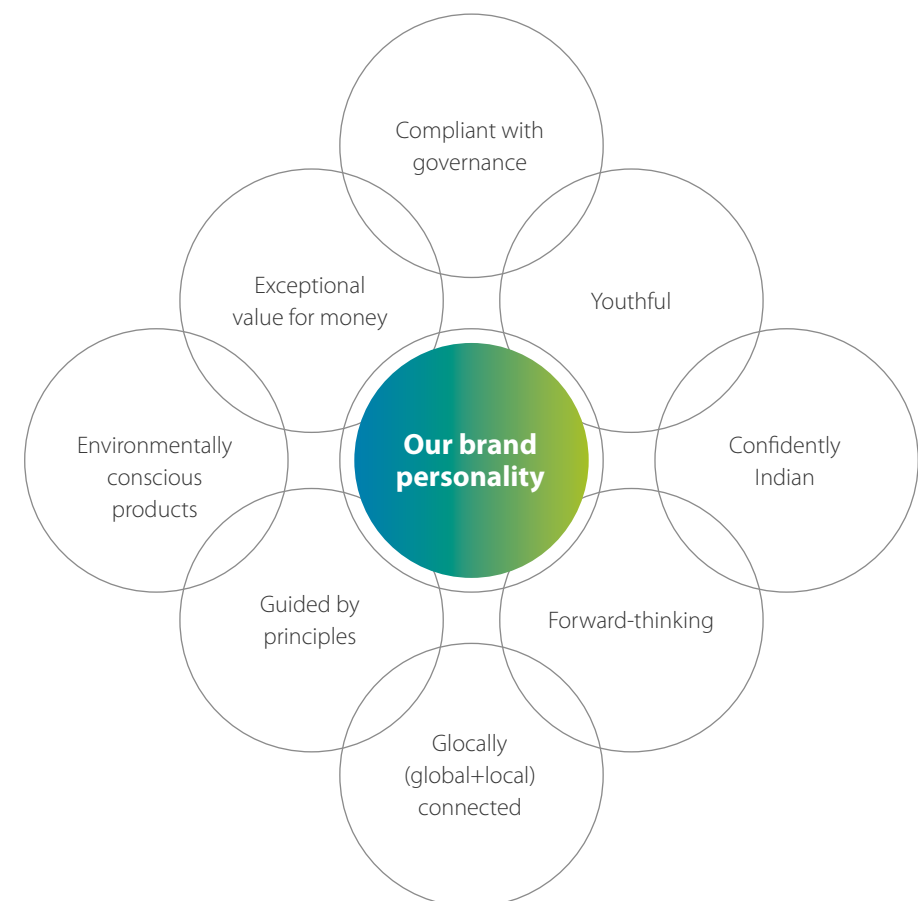 Compliant with
governance
Exceptional
value for money
Youthful
Environmentally
conscious
products
Our brand
personality
Confidently
Indian
Guided by
principles
Forward-thinking
Glocally
(global+local)
connected